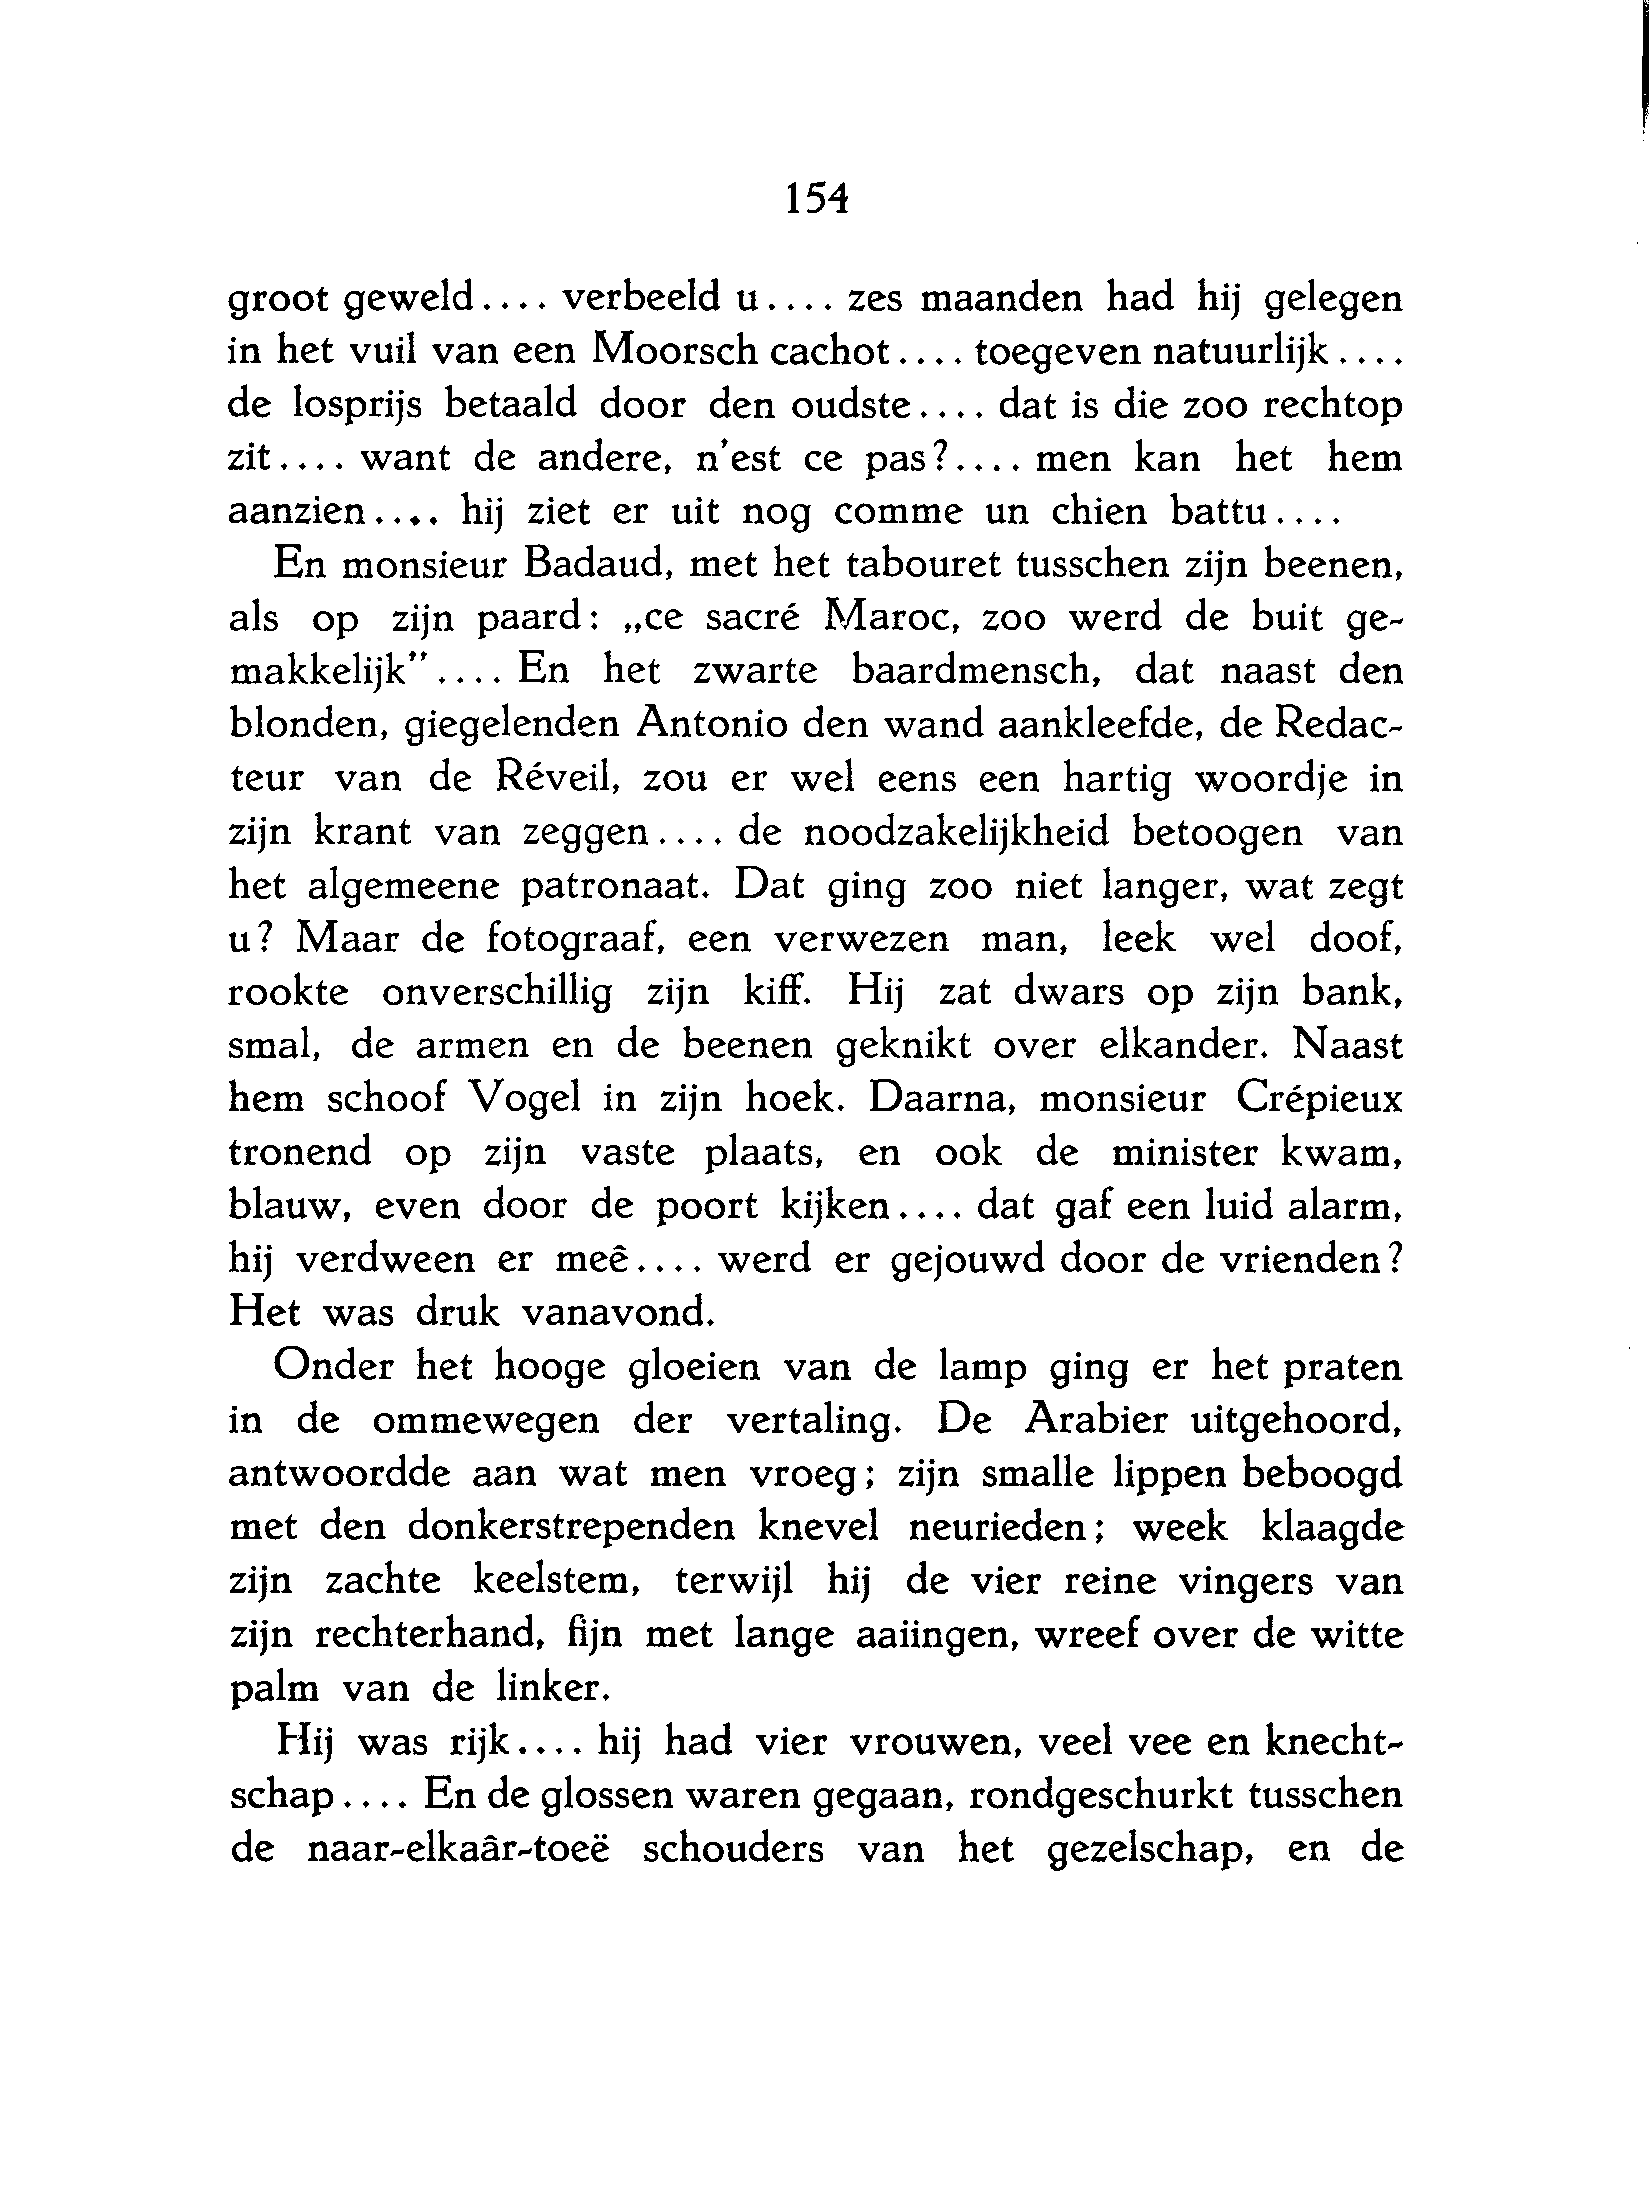 154
groot geweld.... verbeeld u.... zes maanden had hij gelegen
in het vuil van een Moorsch cachot.... toegeven natuurlijk....
de losprijs betaald door den oudste.... dat is die zoo rechtop
zit.... want de andere, n'est ce pas?.... men kan het hem
aanzien.... hij ziet er uit nog comme un chien battu....
En monsieur Badaud, met het tabouret tusschen zijn beenen,
als op zijn paard: „ce sacré Maroc, zoo werd de buit ge-
makkelijk".... En het zwarte baardmensch, dat naast den
blonden, giegelenden Antonio den wand aankleefde, de Redac-
teur van de Réveil, zou er wel eens een hartig woordje in
zijn krant van zeggen.... de noodzakelijkheid betoogen van
het algemeene patronaat. Dat ging zoo niet langer, wat zegt
u? Maar de fotograaf, een verwezen man, leek wel doof,
rookte onverschillig zijn kiff. Hij zat dwars op zijn bank,
smal, de armen en de beenen geknikt over elkander. Naast
hem schoof Vogel in zijn hoek. Daarna, monsieur Crépieux
tronend op zijn vaste plaats, en ook de minister kwam,
blauw, even door de poort kijken.... dat gaf een luid alarm,
hij verdween er meê.... werd er gejouwd door de vrienden?
Het was druk vanavond.
Onder het hooge gloeien van de lamp ging er het praten
in de ommewegen der vertaling. De Arabier uitgehoord,
antwoordde aan wat men vroeg; zijn smalle lippen beboogd
met den donkerstrependen knevel neurieden; week klaagde
zijn zachte keelstem, terwijl hij de vier reine vingers van
zijn rechterhand, fijn met lange aaiingen, wreef over de witte
palm van de linker.
Hij was rijk.... hij had vier vrouwen, veel vee en knecht-
schap.... En de glossen waren gegaan, rondgeschurkt tusschen
de naar-elkaâr-toeë schouders van het gezelschap, en de